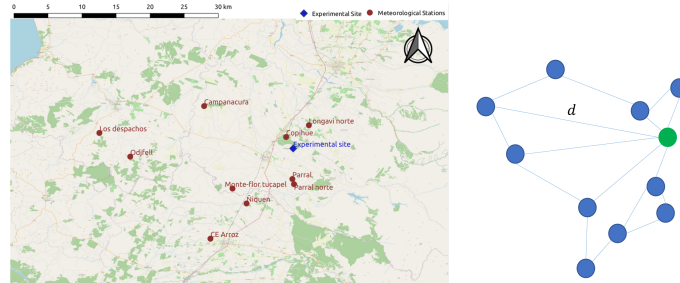 0 5 10 15 20 25 30 km
Experimental Site Meteorological Stations
Campanacura
Longavi norte
Los despachos
Copihue
Experimental site
Odifell
d
Parral
Monte-flor tucapel
Parral norte
Ñiquen
CE Arroz